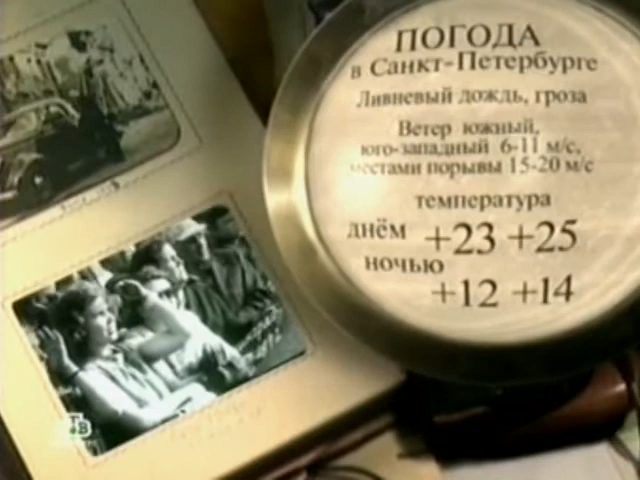 ПОГОДА
в Санкт-Петербурге
Ливневый дождь, гроза
Ветер южный,
юго-западный 6-11 м/с,
местами порывы 15-20 м/с
температура
днём +23 +25
ночью
+12 +14